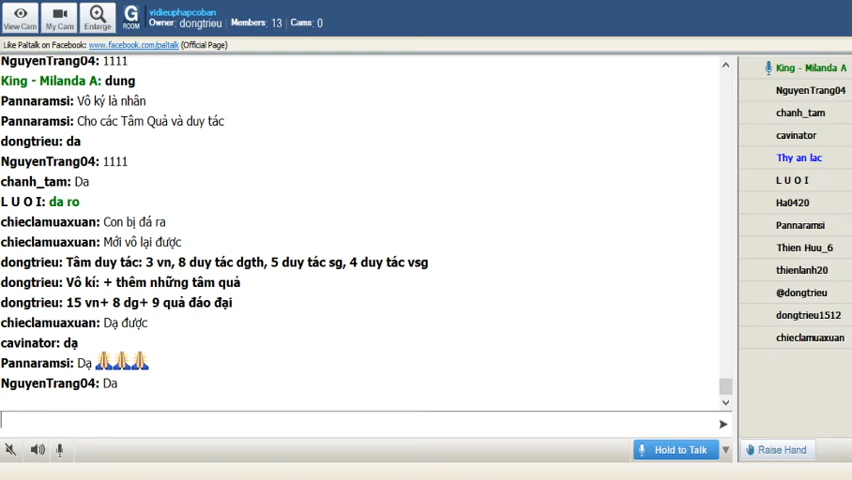 vidieuphapcoban
Owner: dongtrieu Members: 13 Cams: 0
View Cam My Cam Enlarge G ROOM
Like Paltalk on Facebook: www.facebook.com/paltalk (Official Page)
NguyenTrang04: 1111
King - Milanda A: dung
Pannaramsi: Vô ký là nhân
Pannaramsi: Cho các Tâm Quả và duy tác
dongtrieu: da
NguyenTrang04: 1111
chanh_tam: Da
L U O I: da ro
chieclamuaxuan: Con bị đá ra
chieclamuaxuan: Mới vô lại được
dongtrieu: Tâm duy tác: 3 vn, 8 duy tác dgth, 5 duy tác sg, 4 duy tác vsg
dongtrieu: Vô kí: + thêm những tâm quả
dongtrieu: 15 vn+ 8 dg+ 9 quả đáo đại
chieclamuaxuan: Dạ được
cavinator: dạ
Pannaramsi: Dạ
NguyenTrang04: Da
Hold to Talk
King - Milanda A
NguyenTrang04
chanh_tam
cavinator
Thy an lac
L U O I
Ha0420
Pannaramsi
Thien Huu_6
thienlanh20
@dongtrieu
dongtrieu1512
chieclamuaxuan
Raise Hand